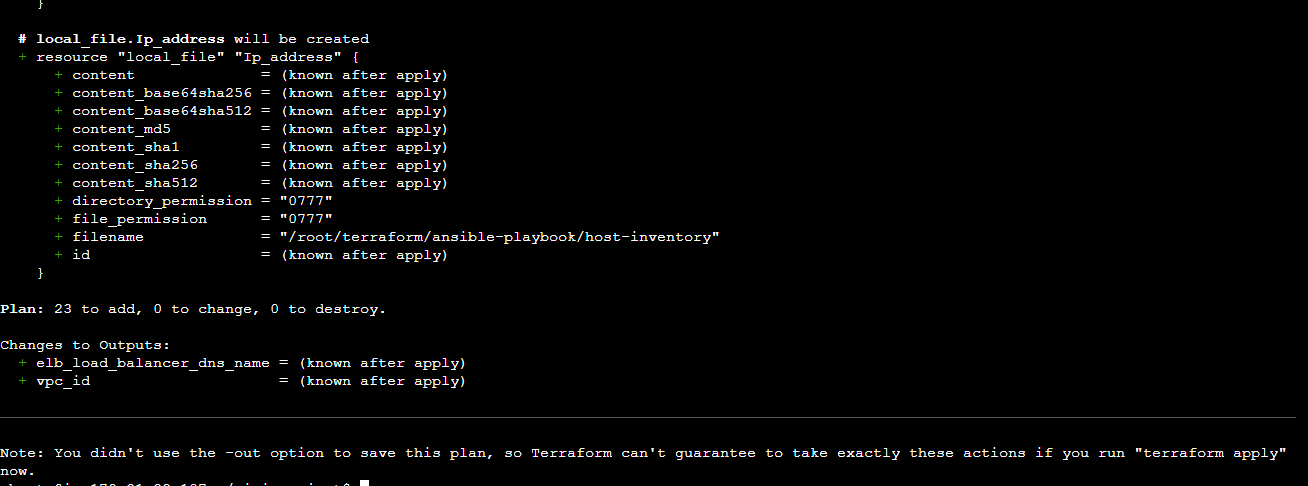 }
# local_file.Ip_address will be created
+ resource "local_file" "Ip_address" {
+ content = (known after apply)
+ content_base64sha256 = (known after apply)
+ content_base64sha512 = (known after apply)
+ content_md5 = (known after apply)
+ content_sha1 = (known after apply)
+ content_sha256 = (known after apply)
+ content_sha512 = (known after apply)
+ directory_permission = "0777"
+ file_permission = "0777"
+ filename = "/root/terraform/ansible-playbook/host-inventory"
+ id = (known after apply)
}
Plan: 23 to add, 0 to change, 0 to destroy.
Changes to Outputs:
+ elb_load_balancer_dns_name = (known after apply)
+ vpc_id = (known after apply)
Note: You didn't use the -out option to save this plan, so Terraform can't guarantee to take exactly these actions if you run "terraform apply"
now.